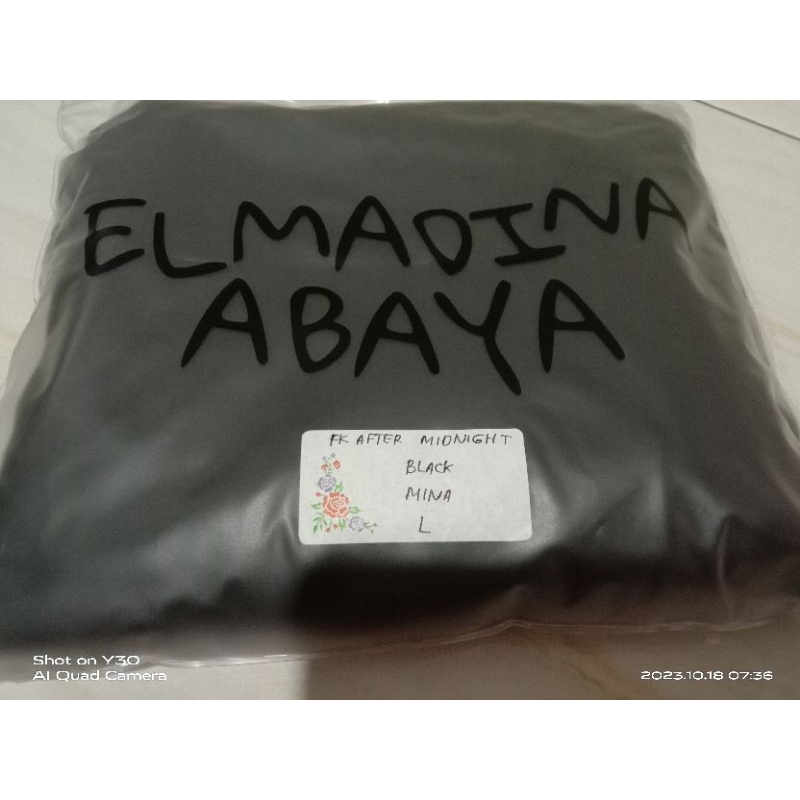 ELMADINA
ABAYA
FK AFTER MIDNIGHT
BLACK
MINA
L
Shot on Y30
AI Quad Camera
2023.10.18 07:36